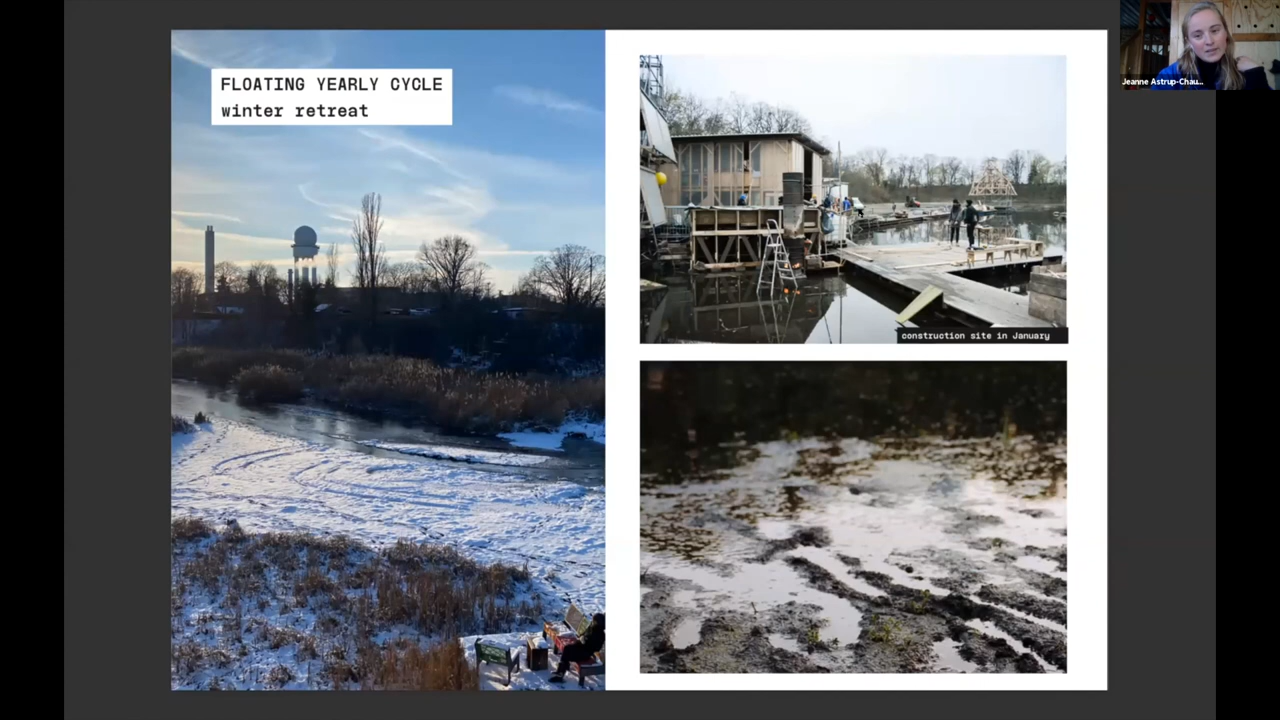 FLOATING YEARLY CYCLE
winter retreat
construction site in January
Jeanne Astrup-Chau...